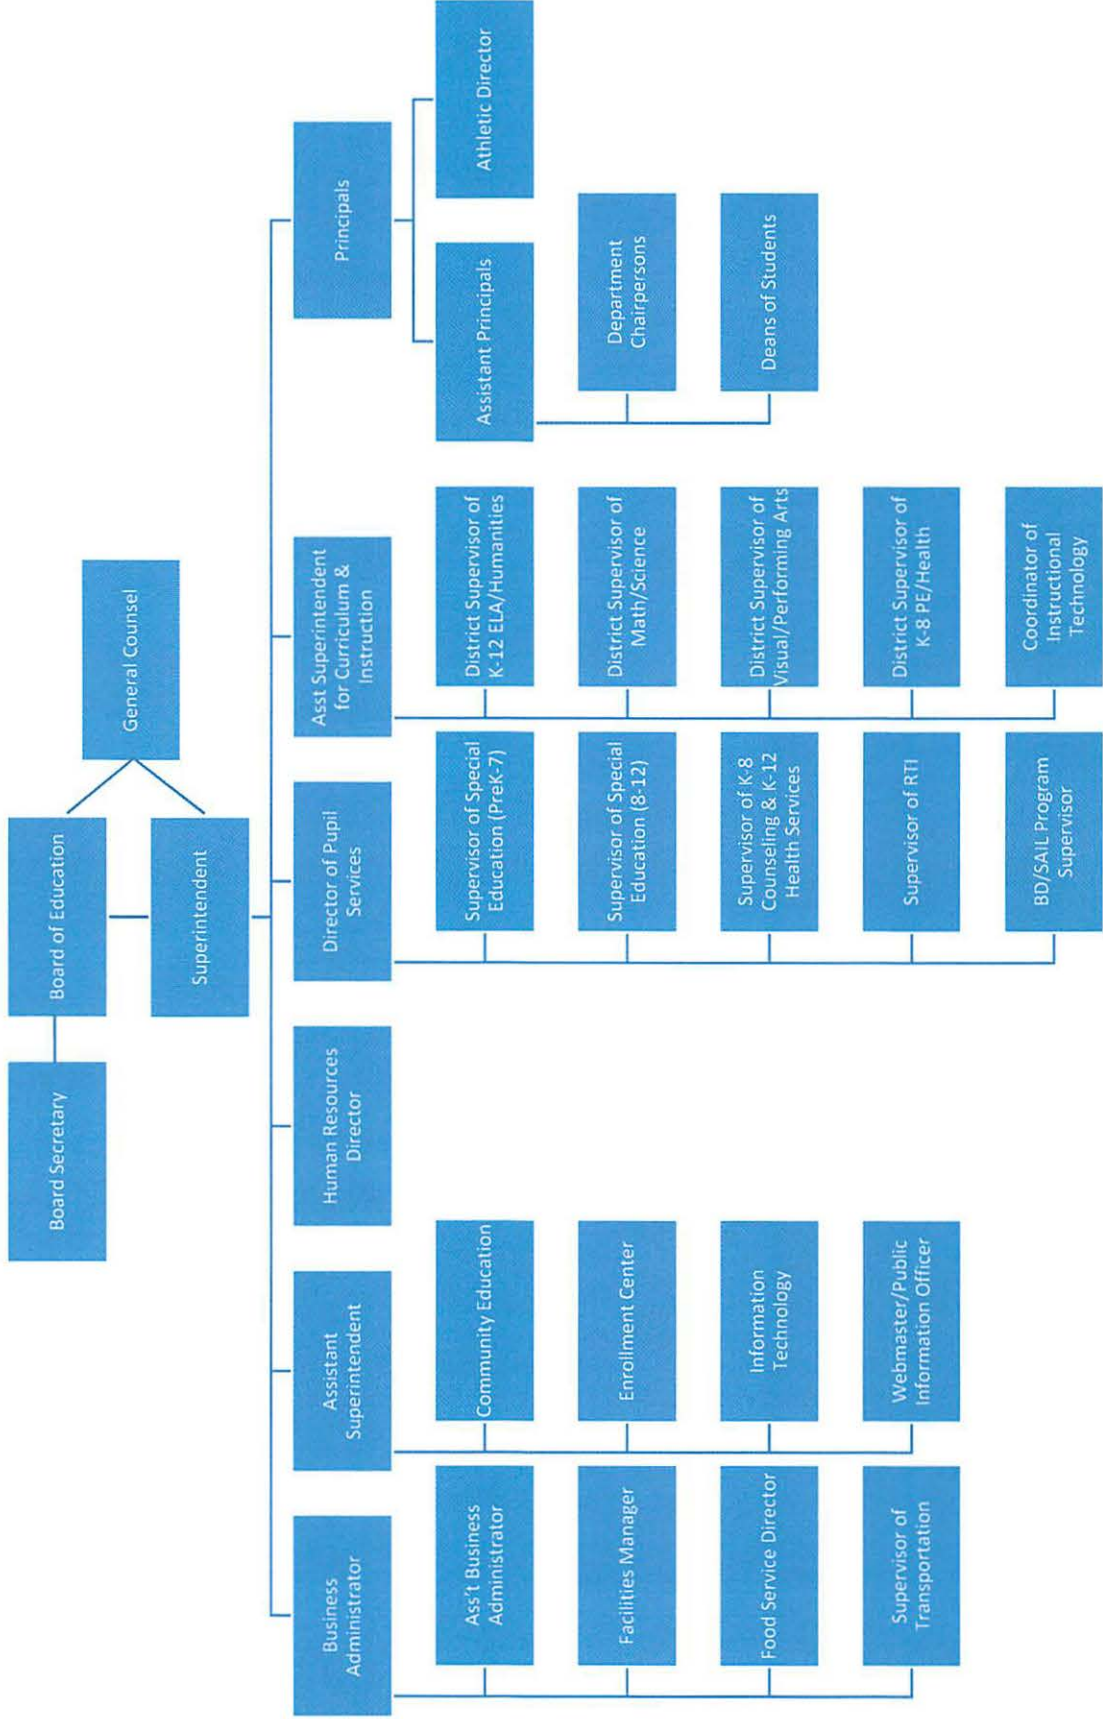 Board Secretary
Board of Education
General Counsel
Superintendent
Business
Administrator
Assistant
Superintendent
Human Resources
Director
Director of Pupil
Services
Asst Superintendent
for Curriculum &
Instruction
Principals
Ass't Business
Administrator
Community Education
Supervisor of Special
Education (PreK-7)
District Supervisor of
K-12 ELA/Humanities
Assistant Principals
Athletic Director
Facilities Manager
Enrollment Center
Supervisor of Special
Education (8-12)
District Supervisor of
Math/Science
Department
Chairpersons
Food Service Director
Information
Technology
Supervisor of K-8
Counseling & K-12
Health Services
District Supervisor of
Visual/Performing Arts
Deans of Students
Supervisor of
Transportation
Webmaster/Public
Information Officer
Supervisor of RTI
District Supervisor of
K-8 PE/Health
BD/SAIL Program
Supervisor
Coordinator of
Instructional
Technology